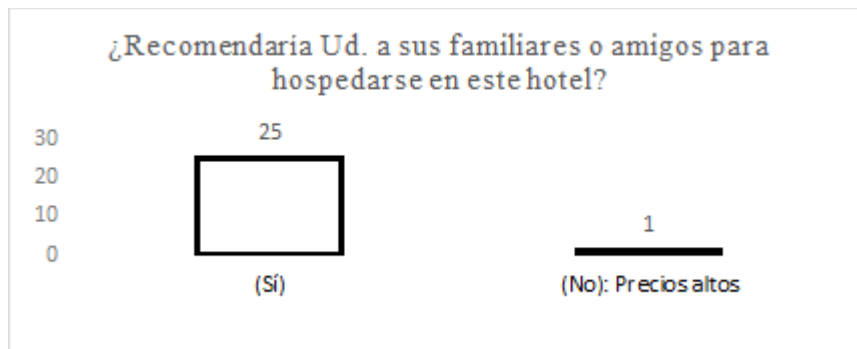 ¿Recomendaría Ud. a sus familiares o amigos para
hospedarse en este hotel?
30
20
10
0
25
1
(Sí)
(No): Precios altos